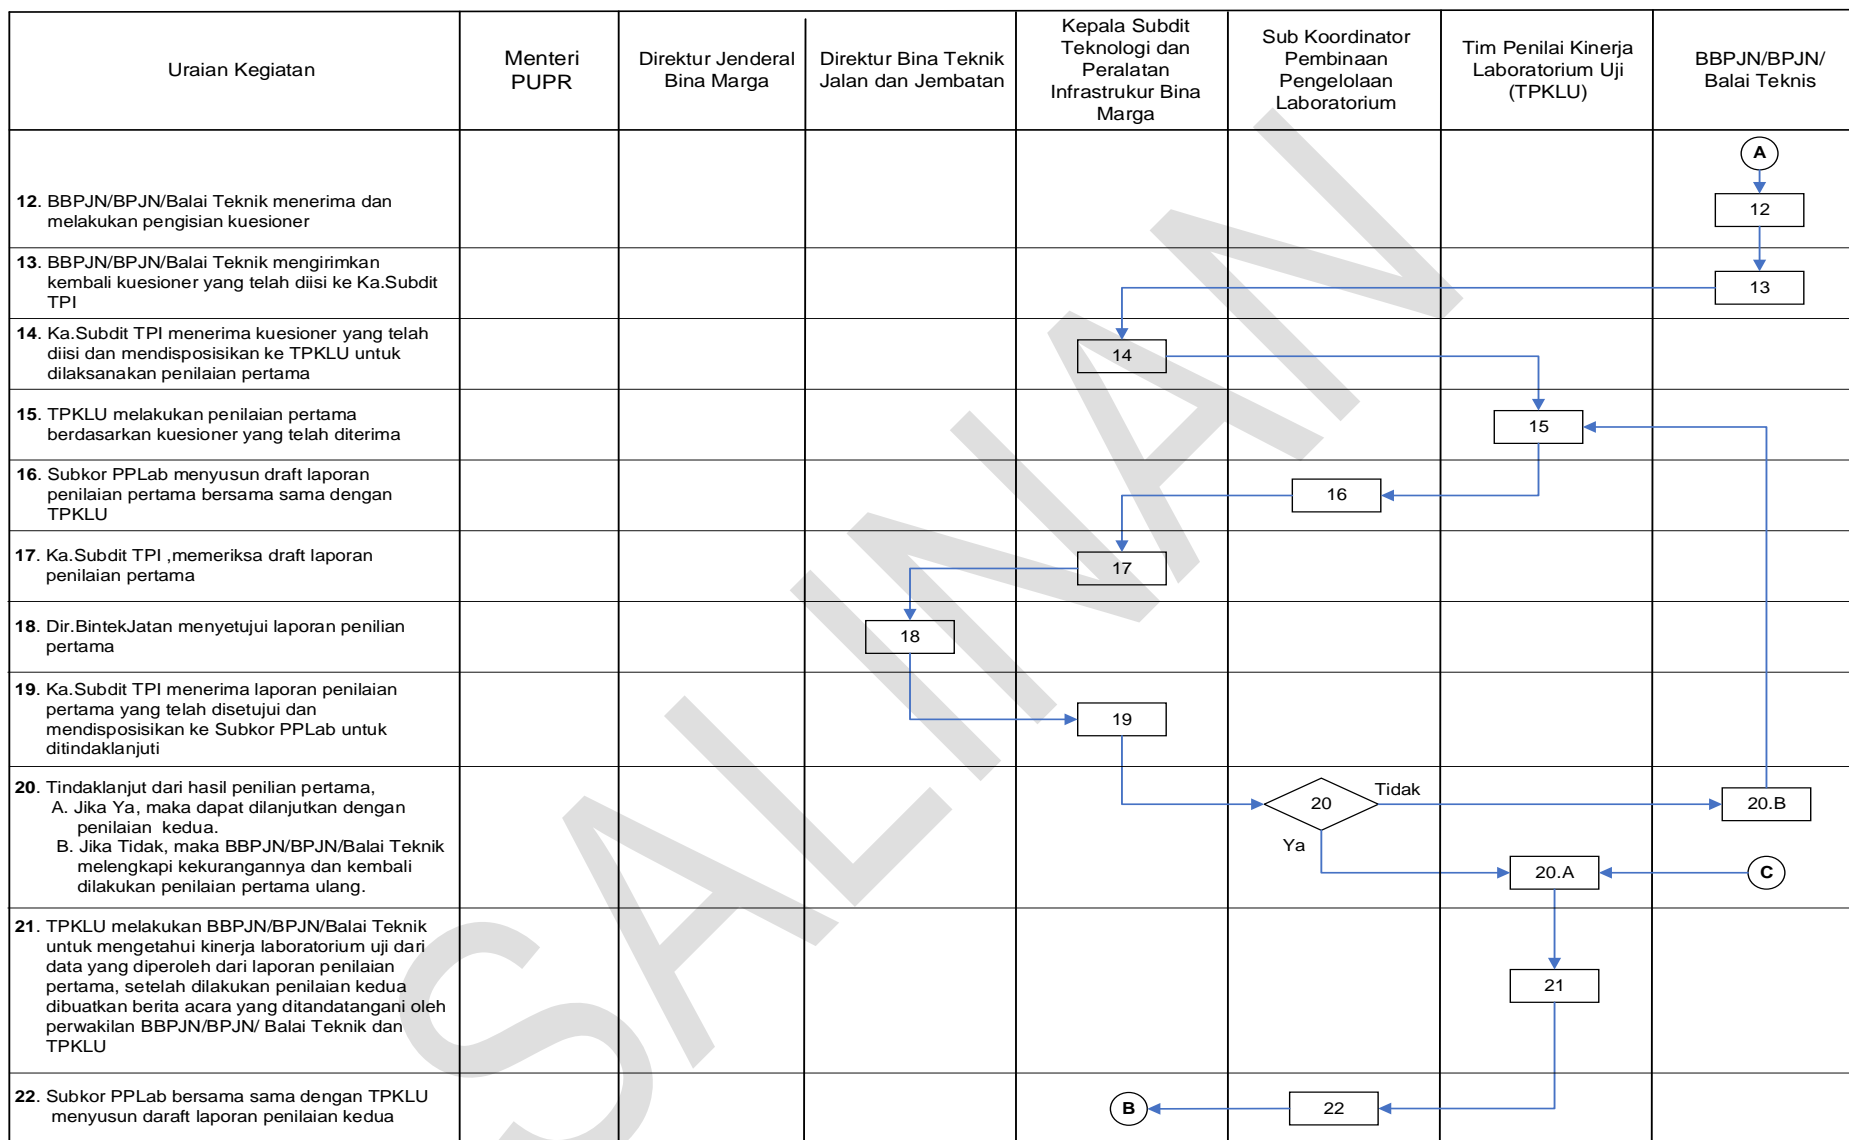 Uraian Kegiatan
Menteri
PUPR
Direktur Jenderal
Bina Marga
Direktur Bina Teknik
Jalan dan Jembatan
Kepala Subdit
Teknologi dan
Peralatan
Infrastrukur Bina
Marga
Sub Koordinator
Pembinaan
Pengelolaan
Laboratorium
Tim Penilai Kinerja
Laboratorium Uji
(TPKLU)
BBPJN/BPJN/
Balai Teknis
A
12. BBPJN/BPJN/Balai Teknik menerima dan
melakukan pengisian kuesioner
12
13. BBPJN/BPJN/Balai Teknik mengirimkan
kembali kuesioner yang telah diisi ke Ka.Subdit
TPI
13
14. Ka.Subdit TPI menerima kuesioner yang telah
diisi dan mendisposisikan ke TPKLU untuk
dilaksanakan penilaian pertama
14
15. TPKLU melakukan penilaian pertama
berdasarkan kuesioner yang telah diterima
15
16. Subkor PPLab menyusun draft laporan
penilaian pertama bersama sama dengan
TPKLU
16
17. Ka.Subdit TPI ,memeriksa draft laporan
penilaian pertama
17
18. Dir.BintekJatan menyetujui laporan penilian
pertama
18
19. Ka.Subdit TPI menerima laporan penilaian
pertama yang telah disetujui dan
mendisposisikan ke Subkor PPLab untuk
ditindaklanjuti
19
20. Tindaklanjut dari hasil penilian pertama,
A. Jika Ya, maka dapat dilanjutkan dengan
penilaian kedua.
B. Jika Tidak, maka BBPJN/BPJN/Balai Teknik
melengkapi kekurangannya dan kembali
dilakukan penilaian pertama ulang.
20
Tidak
20.B
Ya
20.A
C
21. TPKLU melakukan BBPJN/BPJN/Balai Teknik
untuk mengetahui kinerja laboratorium uji dari
data yang diperoleh dari laporan penilaian
pertama, setelah dilakukan penilaian kedua
dibuatkan berita acara yang ditandatangani oleh
perwakilan BBPJN/BPJN/ Balai Teknik dan
TPKLU
21
22. Subkor PPLab bersama sama dengan TPKLU
menyusun daraft laporan penilaian kedua
B
22
SALINAN